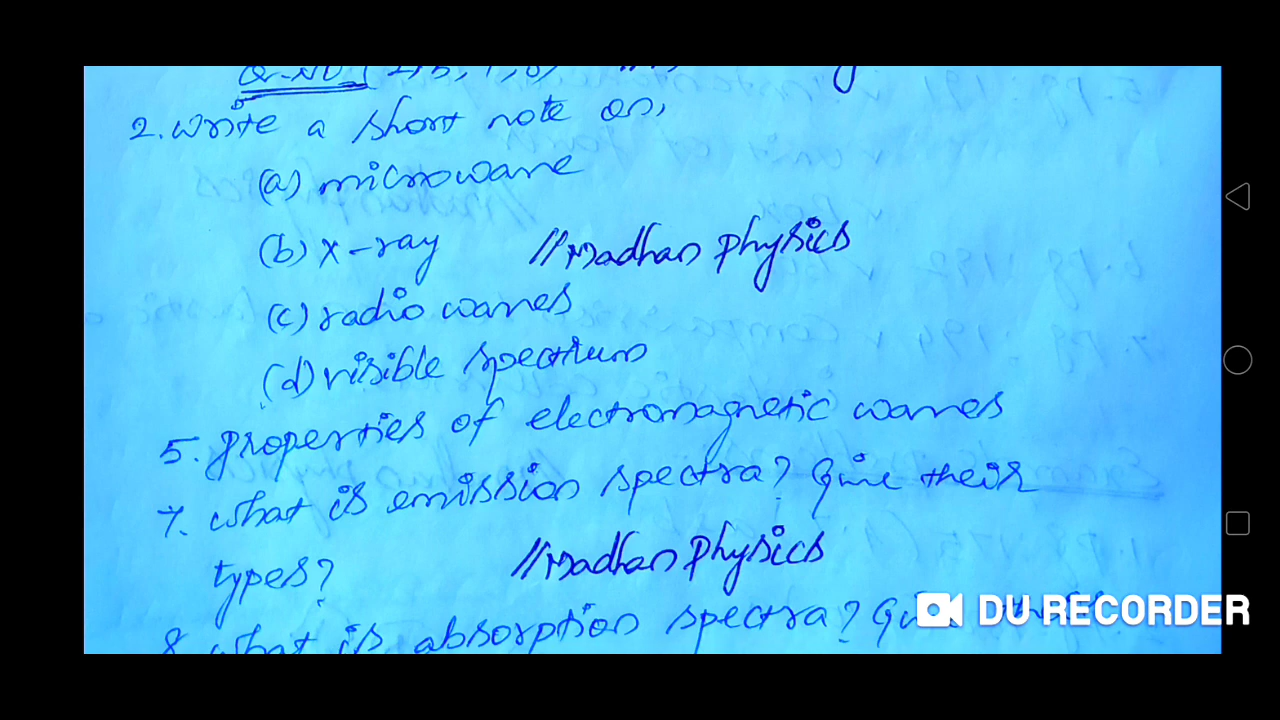 2. write a short note on,
(a) microwave
(b) x-ray
//Madhan physics
(c) radio waves
(d) visible spectrum
5. properties of electromagnetic waves
7. what is emission spectra? Give their
types?
//Madhan physics
8. what is absorption spectra?
DU RECORDER